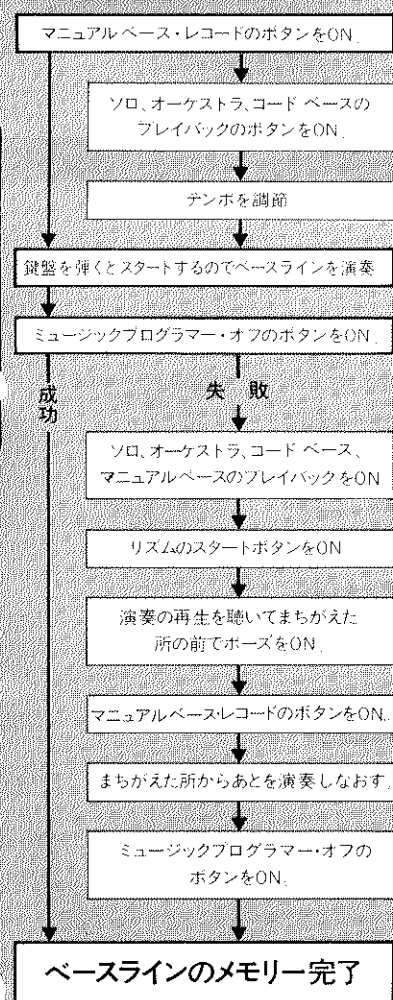 マニュアルベース・レコードのボタンをON.
ソロ、オーケストラ、コード ベースの
プレイバックのボタンをON.
テンポを調節
鍵盤を弾くとスタートするのでベースラインを演奏
ミュージックプログラマー・オフのボタンをON.
成功
失敗
ソロ、オーケストラ、コード ベース、
マニュアルベースのプレイバックをON
リズムのスタートボタンをON
演奏の再生を聴いてまちがえた
所の前でポーズをON.
マニュアルベース・レコードのボタンをON.
まちがえた所からあとを演奏しなおす.
ミュージックプログラマー・オフの
ボタンをON.
ベースラインのメモリー完了